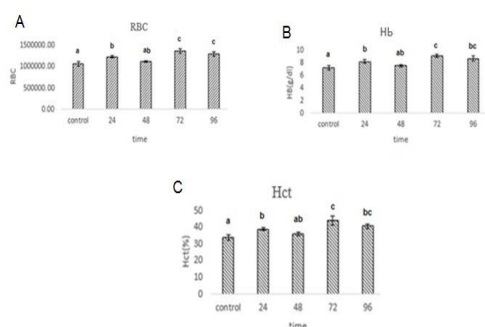 A
RBC
1500000.00
1000000.00
500000.00
0.00
RBC
a b ab c c
control 24 48 72 96
time
B
Hb
10
8
6
4
2
0
HB(g/dl)
a b ab c bc
control 24 48 72 96
time
C
Hct
50
40
30
20
10
0
Hct(%)
a b ab c bc
control 24 48 72 96
time